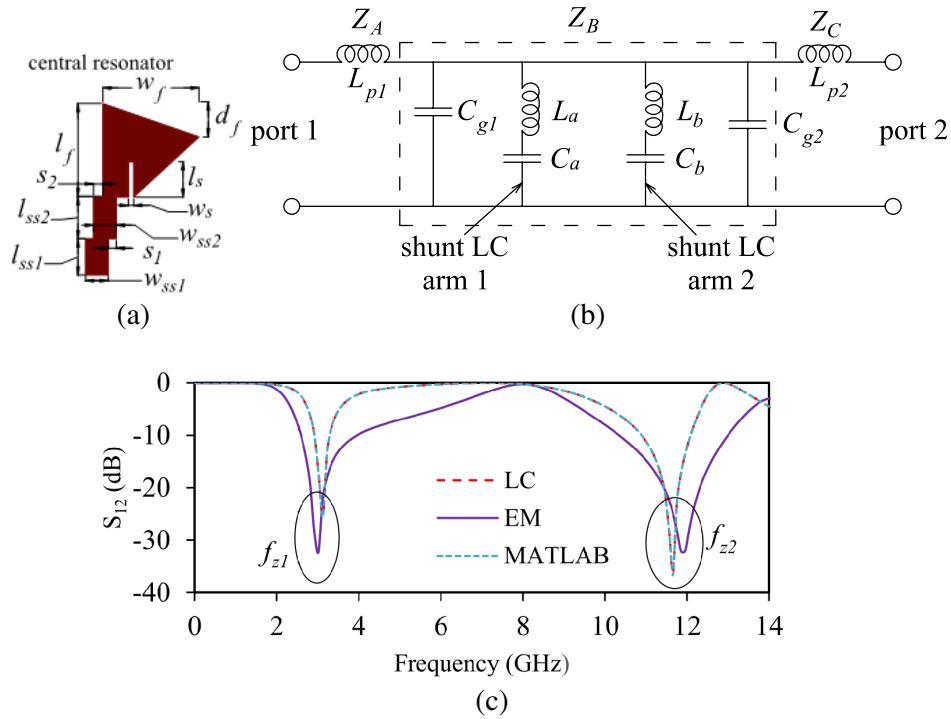 central resonator
w_f
d_f
l_f
l_s
s_2
w_s
l_ss2
w_ss2
s_1
l_ss1
w_ss1
(a)
Z_A
Z_B
Z_C
L_p1
L_p2
port 1
C_g1
L_a
L_b
C_g2
port 2
C_a
C_b
shunt LC
arm 1
shunt LC
arm 2
(b)
0
-10
-20
-30
-40
S_12 (dB)
LC
EM
MATLAB
f_z1
f_z2
0 2 4 6 8 10 12 14
Frequency (GHz)
(c)